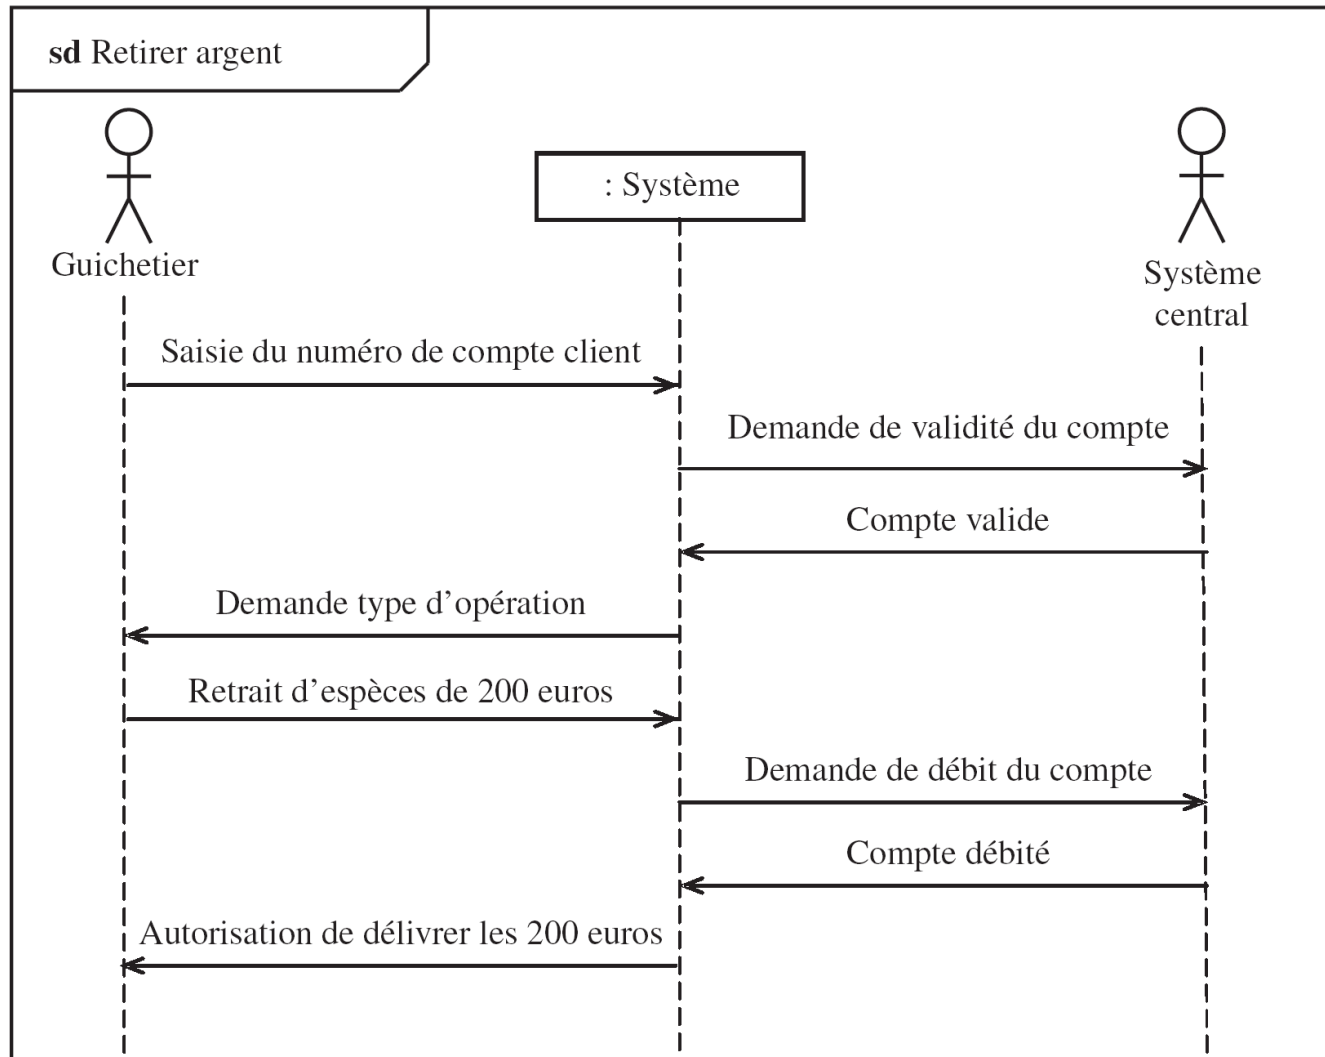 sd Retirer argent
: Système
Guichetier
Système
central
Saisie du numéro de compte client
Demande de validité du compte
Compte valide
Demande type d’opération
Retrait d’espèces de 200 euros
Demande de débit du compte
Compte débité
Autorisation de délivrer les 200 euros